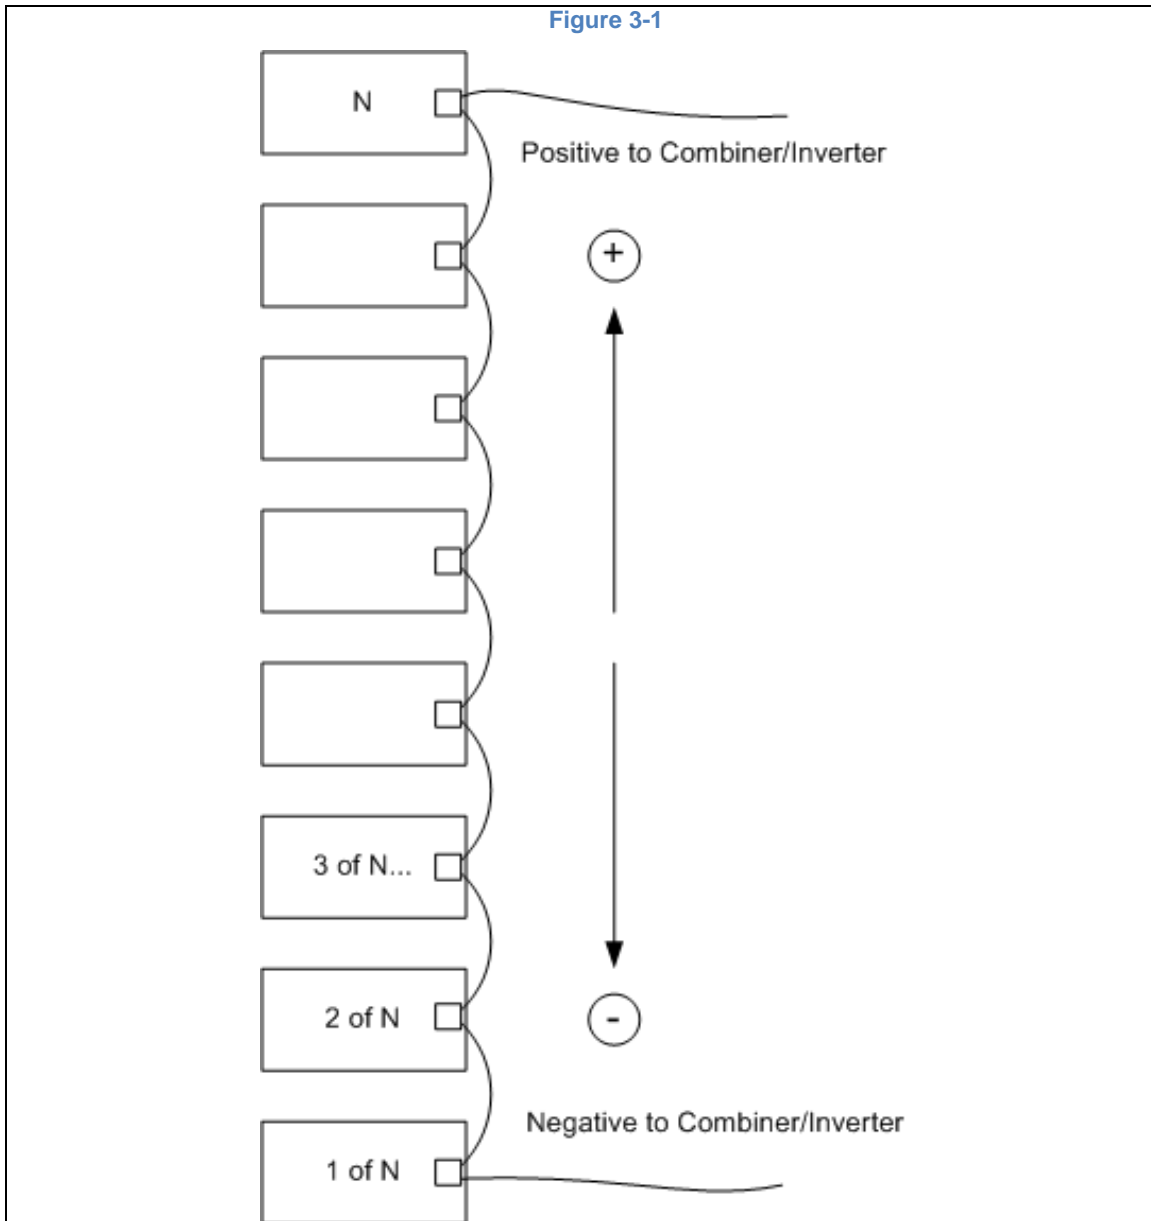 Figure 3-1
N
Positive to Combiner/Inverter
+
3 of N...
2 of N
-
Negative to Combiner/Inverter
1 of N